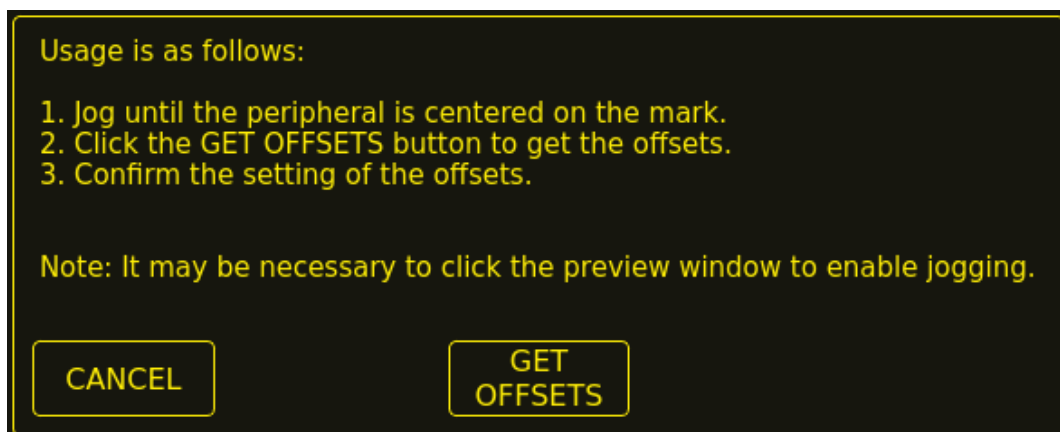 Usage is as follows:
1. Jog until the peripheral is centered on the mark.
2. Click the GET OFFSETS button to get the offsets.
3. Confirm the setting of the offsets.
Note: It may be necessary to click the preview window to enable jogging.
CANCEL
GET
OFFSETS